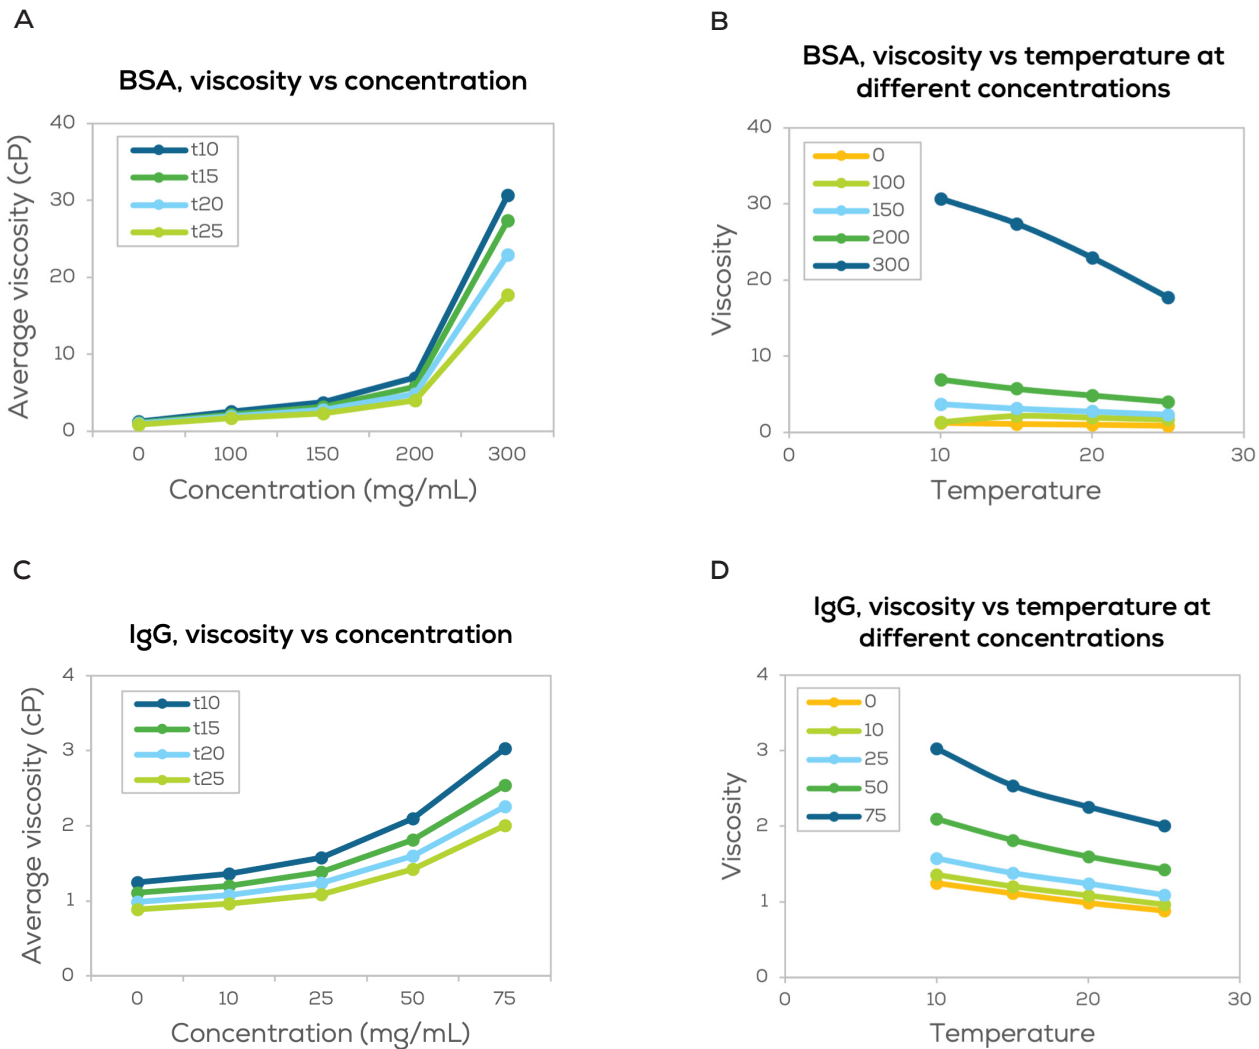 A
BSA, viscosity vs concentration
Average viscosity (cP)
40
30
20
10
0
t10
t15
t20
t25
0 100 150 200 300
Concentration (mg/mL)
B
BSA, viscosity vs temperature at
different concentrations
Viscosity
40
30
20
10
0
0
100
150
200
300
0 10 20 30
Temperature
C
IgG, viscosity vs concentration
Average viscosity (cP)
4
3
2
1
0
t10
t15
t20
t25
0 10 25 50 75
Concentration (mg/mL)
D
IgG, viscosity vs temperature at
different concentrations
Viscosity
4
3
2
1
0
0
10
25
50
75
0 10 20 30
Temperature